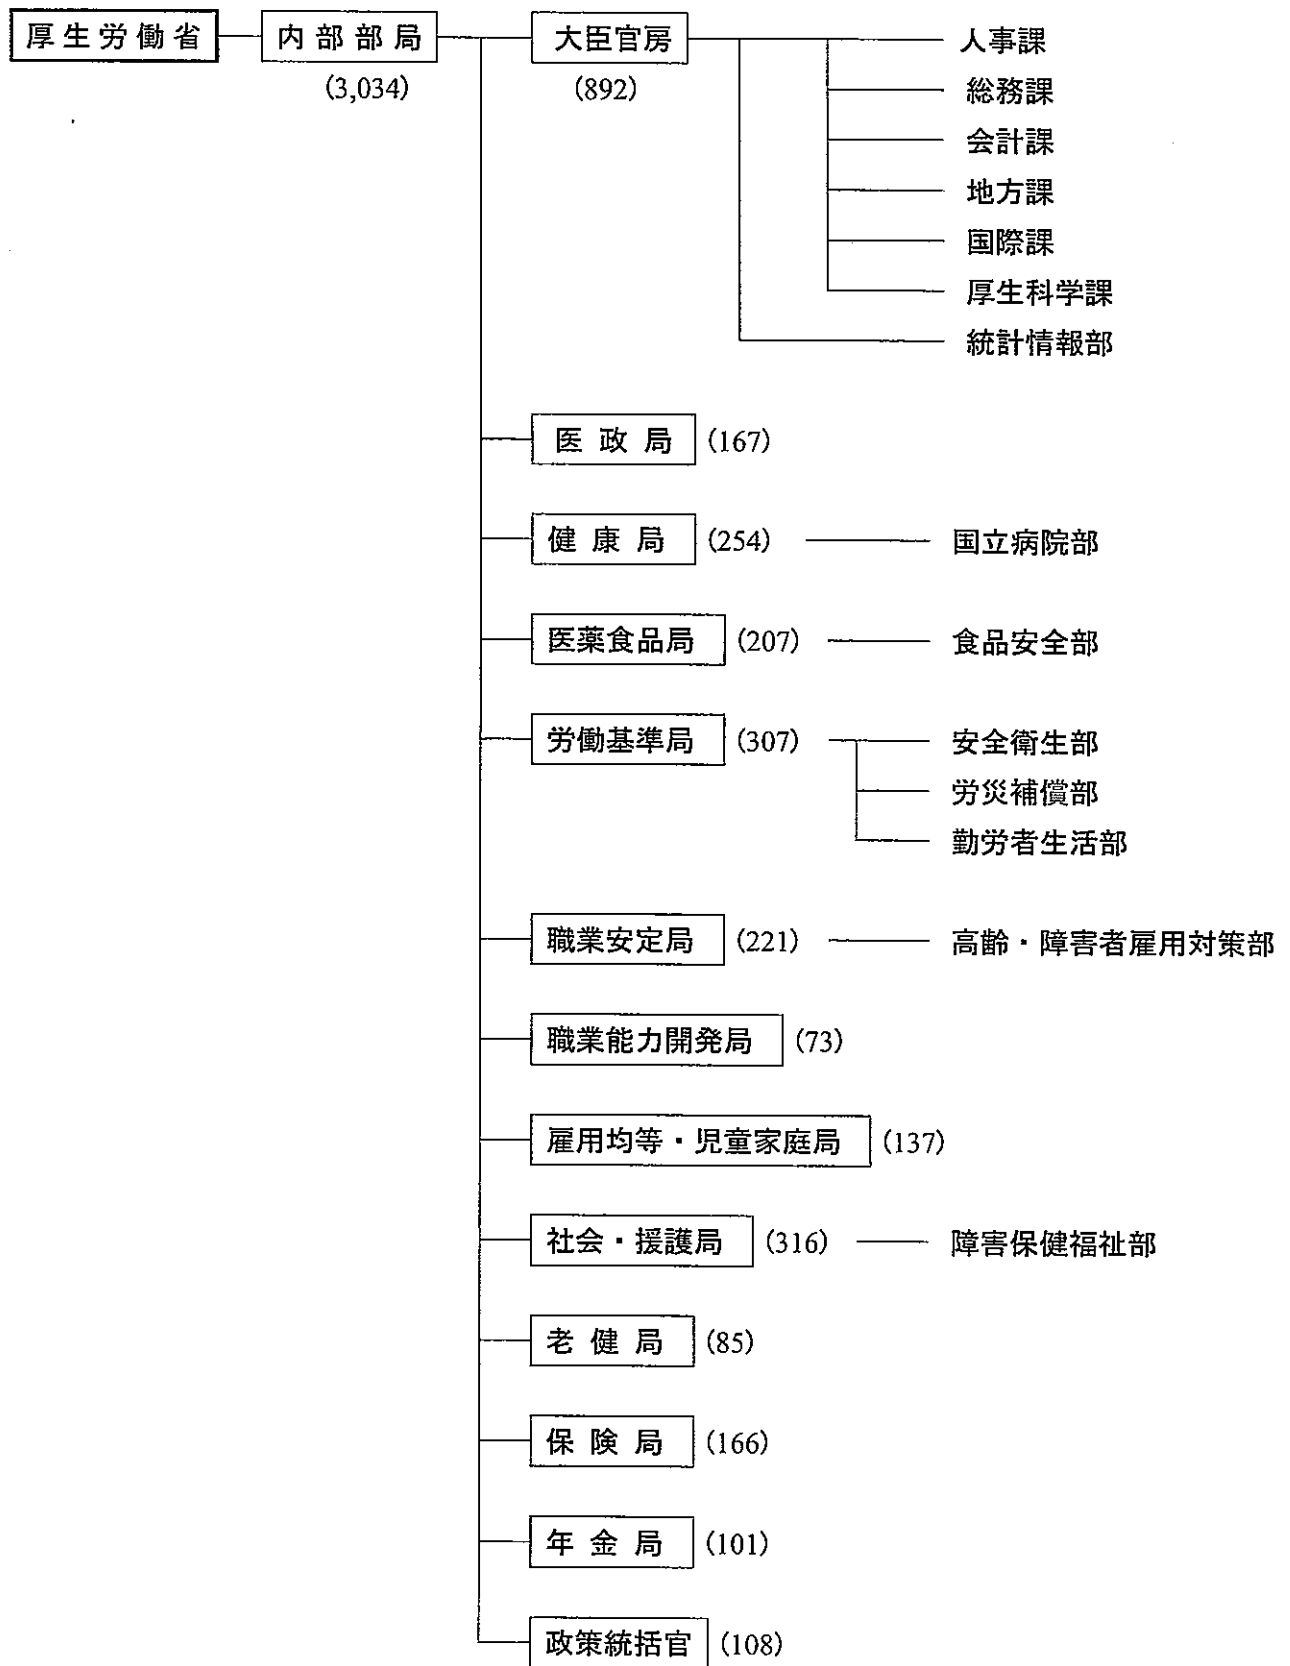 厚生労働省 内部部局 大臣官房 人事課
(3,034) (892) 総務課
会計課
地方課
国際課
厚生科学課
統計情報部
医政局 (167)
健康局 (254) 国立病院部
医薬食品局 (207) 食品安全部
労働基準局 (307) 安全衛生部
労災補償部
勤労者生活部
職業安定局 (221) 高齢・障害者雇用対策部
職業能力開発局 (73)
雇用均等・児童家庭局 (137)
社会・援護局 (316) 障害保健福祉部
老健局 (85)
保険局 (166)
年金局 (101)
政策統括官 (108)